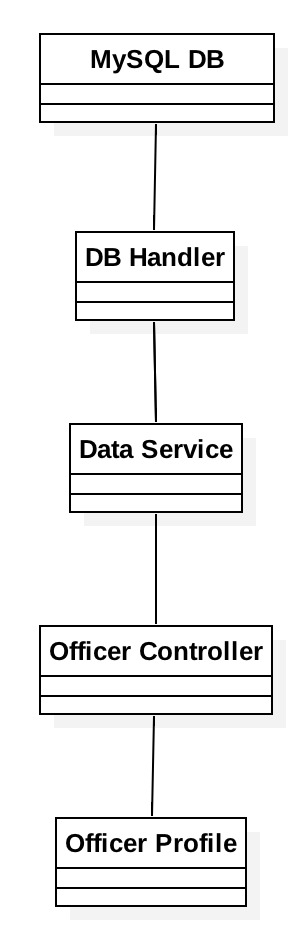 MySQL DB
DB Handler
Data Service
Officer Controller
Officer Profile